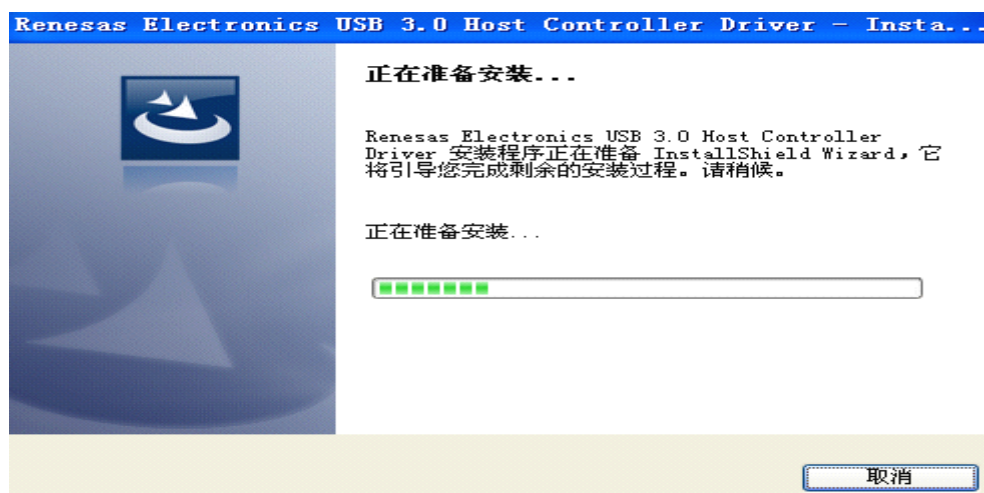 Renesas Electronics USB 3.0 Host Controller Driver - Insta...
正在准备安装...
Renesas Electronics USB 3.0 Host Controller
Driver 安装程序正在准备 InstallShield Wizard，它
将引导您完成剩余的安装过程。请稍候。
正在准备安装...
取消